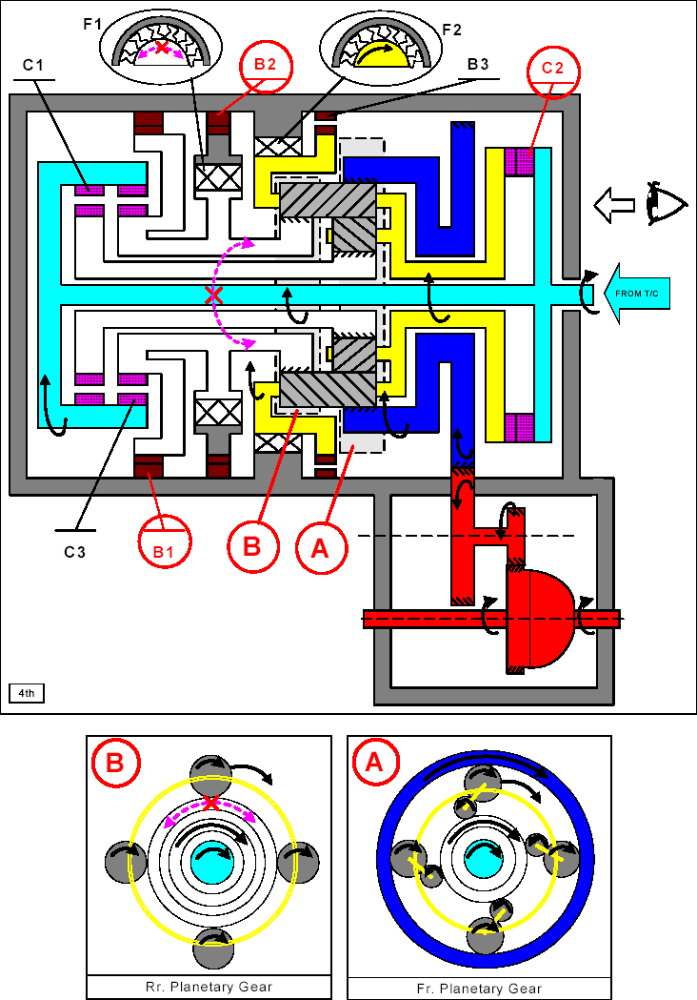 F1
F2
C1
B2
B3
C2
FROM T/C
B
A
C3
B1
4th
B
A
Rr. Planetary Gear
Fr. Planetary Gear